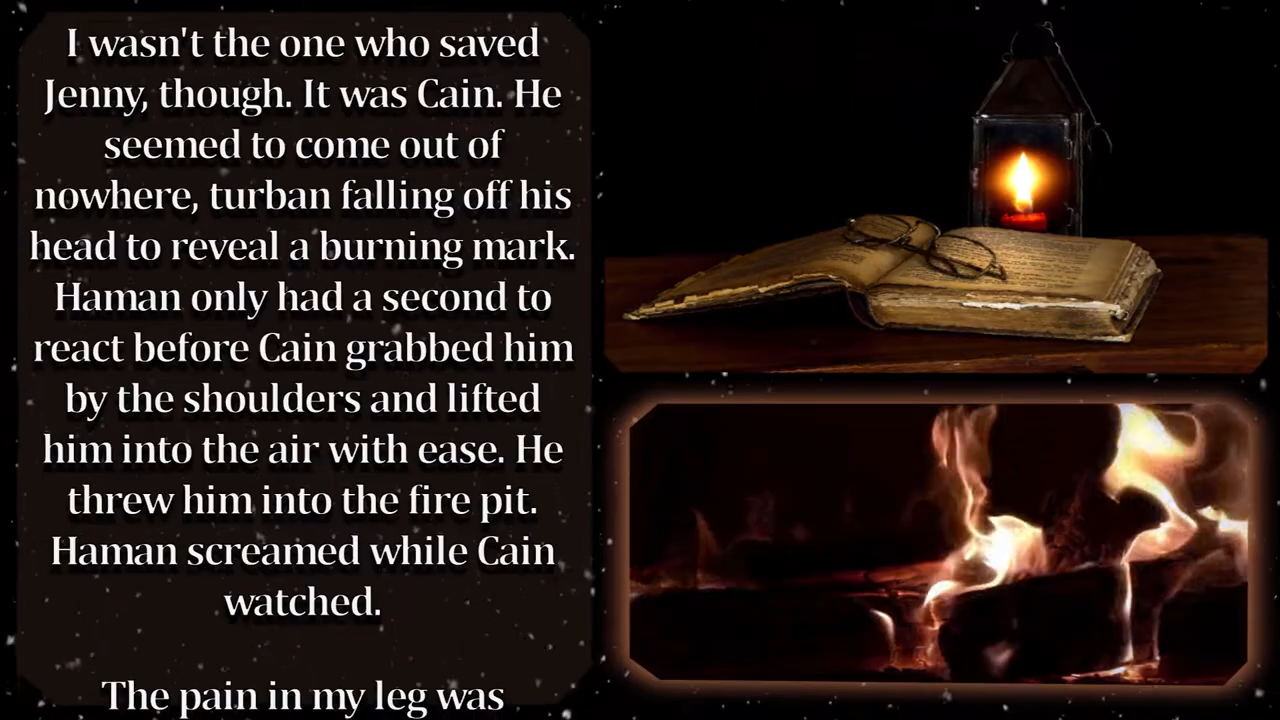 I wasn't the one who saved
Jenny, though. It was Cain. He
seemed to come out of
nowhere, turban falling off his
head to reveal a burning mark.
Haman only had a second to
react before Cain grabbed him
by the shoulders and lifted
him into the air with ease. He
threw him into the fire pit.
Haman screamed while Cain
watched.
The pain in my leg was